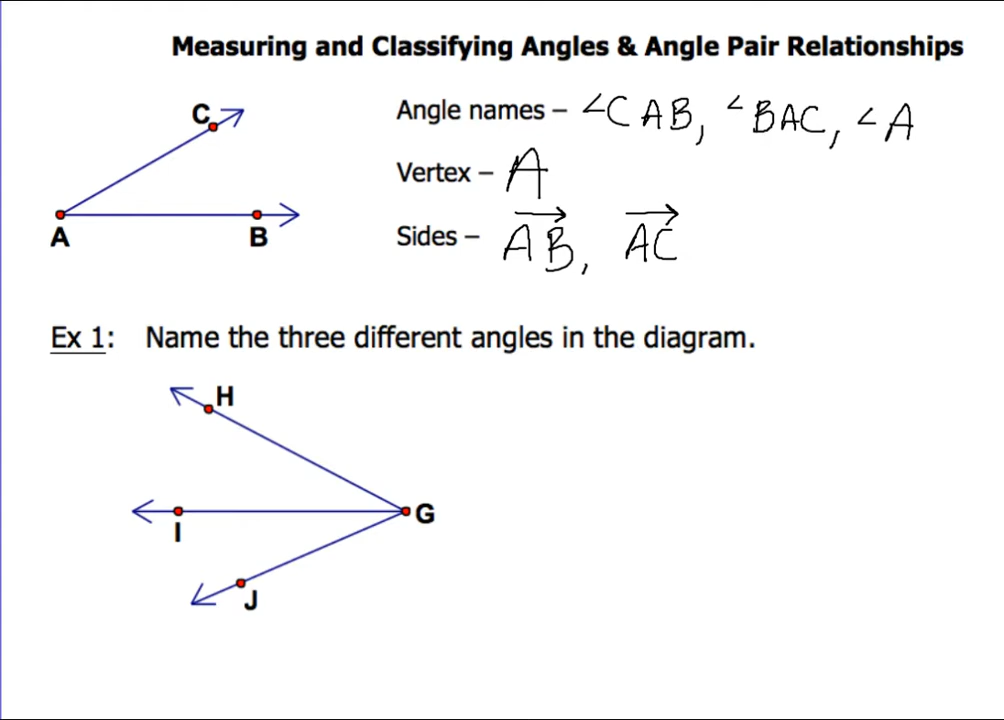 Measuring and Classifying Angles & Angle Pair Relationships
C
A
B
Angle names – ∠CAB, ∠BAC, ∠A
Vertex – A
Sides – AB, AC
Ex 1: Name the three different angles in the diagram.
H
I
G
J